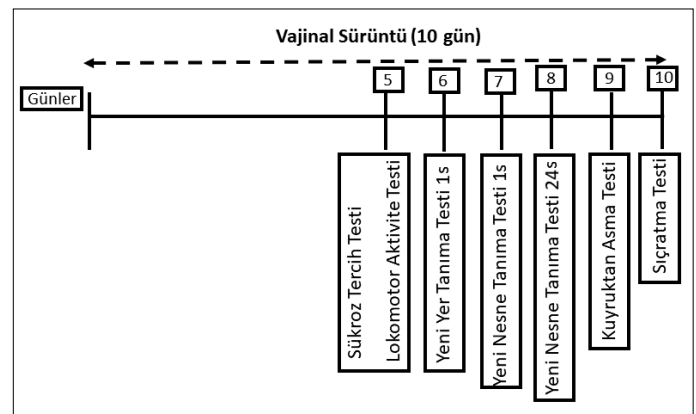 Vajinal Sürüntü (10 gün)
5
6
7
8
9
10
Günler
Sükroz Tercih Testi
Lokomotor Aktivite Testi
Yeni Yer Tanıma Testi 1s
Yeni Nesne Tanıma Testi 1s
Yeni Nesne Tanıma Testi 24s
Kuyruktan Asma Testi
Sıçratma Testi